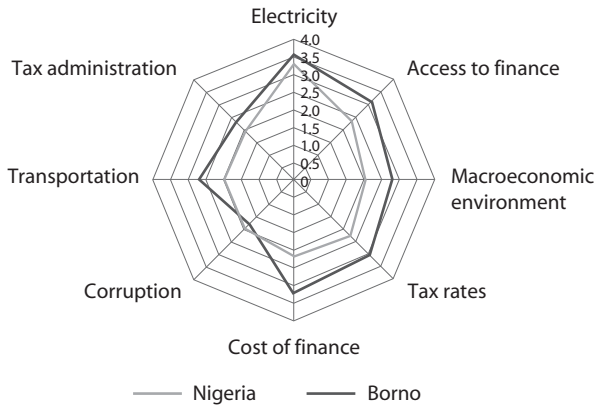 Electricity
4.0
3.5
3.0
2.5
2.0
1.5
1.0
0.5
0
Tax administration
Access to finance
Transportation
Macroeconomic
environment
Corruption
Tax rates
Cost of finance
Nigeria
Borno